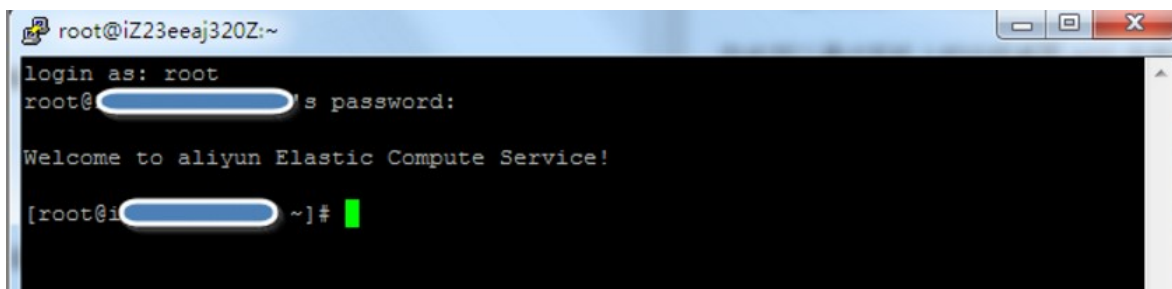 root@iZ23eeaj320Z:~
login as: root
root@ 's password:
Welcome to aliyun Elastic Compute Service!
[root@i ~]#